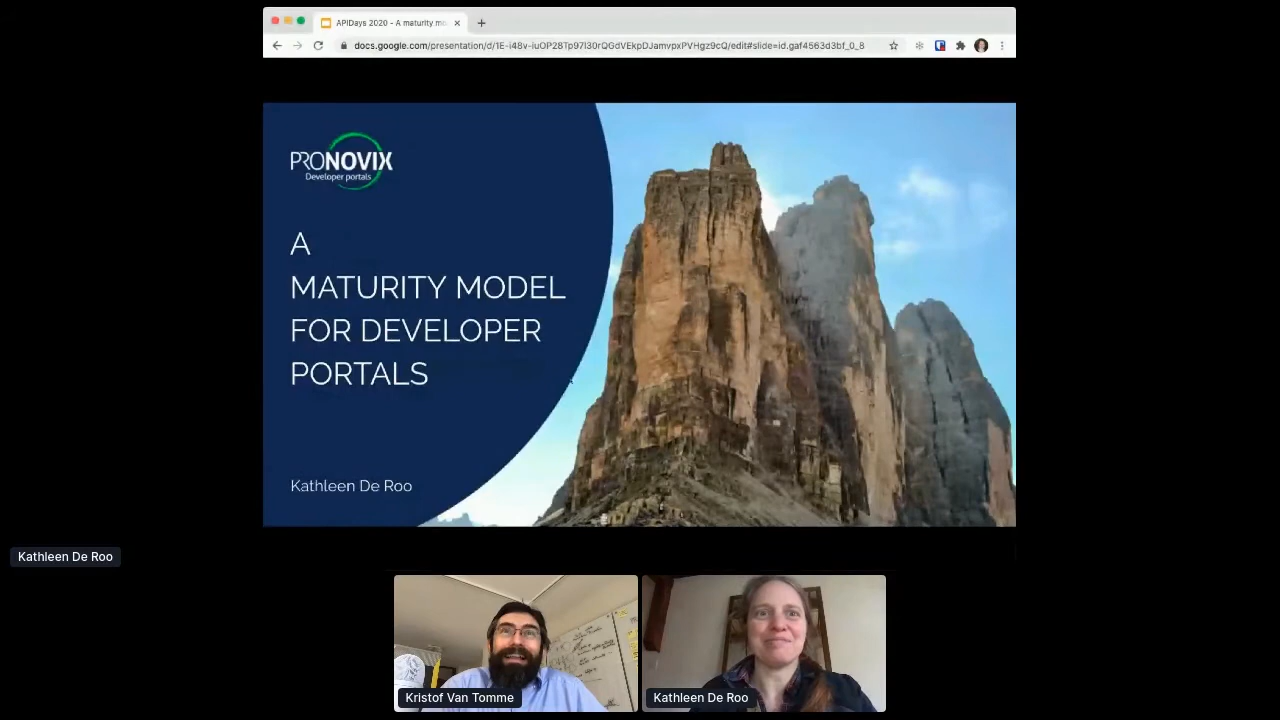 APIDays 2020 - A maturity mo
docs.google.com/presentation/d/1E-i48v-iuOP28Tp97l30rQGdVEkpDJamvpxPVHgz9cQ/edit#slide=id.gaf4563d3bf_0_8
PRONOVIX
Developer portals
A
MATURITY MODEL
FOR DEVELOPER
PORTALS
Kathleen De Roo
Kathleen De Roo
Kristof Van Tomme
Kathleen De Roo